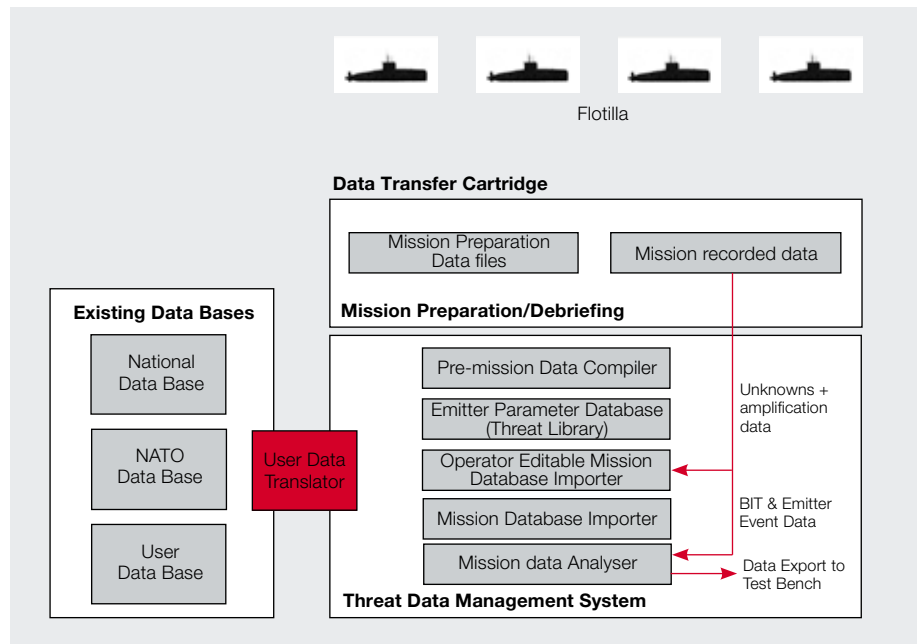 Flotilla
Data Transfer Cartridge
Mission Preparation
Data files
Mission recorded data
Mission Preparation/Debriefing
Existing Data Bases
National
Data Base
NATO
Data Base
User
Data Base
User Data
Translator
Pre-mission Data Compiler
Emitter Parameter Database
(Threat Library)
Operator Editable Mission
Database Importer
Mission Database Importer
Mission data Analyser
Threat Data Management System
Unknowns +
amplification
data
BIT & Emitter
Event Data
Data Export to
Test Bench